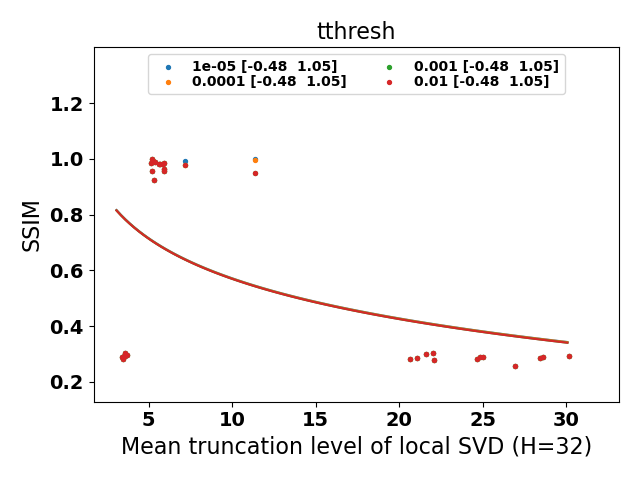 tthresh
1e-05 [-0.48  1.05]
0.0001 [-0.48  1.05]
0.001 [-0.48  1.05]
0.01 [-0.48  1.05]
SSIM
1.2
1.0
0.8
0.6
0.4
0.2
5 10 15 20 25 30
Mean truncation level of local SVD (H=32)